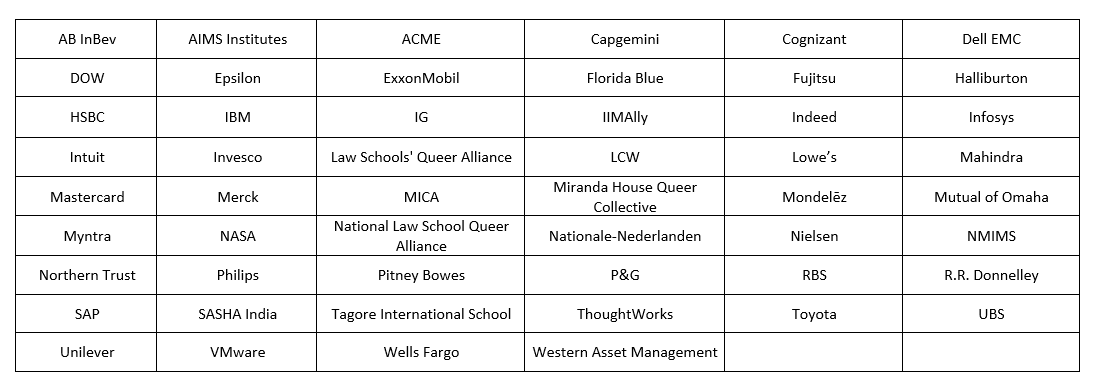 AB InBev
AIMS Institutes
ACME
Capgemini
Cognizant
Dell EMC
DOW
Epsilon
ExxonMobil
Florida Blue
Fujitsu
Halliburton
HSBC
IBM
IG
IIMAlly
Indeed
Infosys
Intuit
Invesco
Law Schools' Queer Alliance
LCW
Lowe’s
Mahindra
Mastercard
Merck
MICA
Miranda House Queer
Collective
Mondelēz
Mutual of Omaha
Myntra
NASA
National Law School Queer
Alliance
Nationale-Nederlanden
Nielsen
NMIMS
Northern Trust
Philips
Pitney Bowes
P&G
RBS
R.R. Donnelley
SAP
SASHA India
Tagore International School
ThoughtWorks
Toyota
UBS
Unilever
VMware
Wells Fargo
Western Asset Management